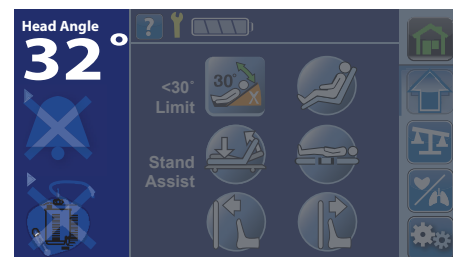 Head Angle
32°
?
<30°
Limit
30°
X
Stand
Assist